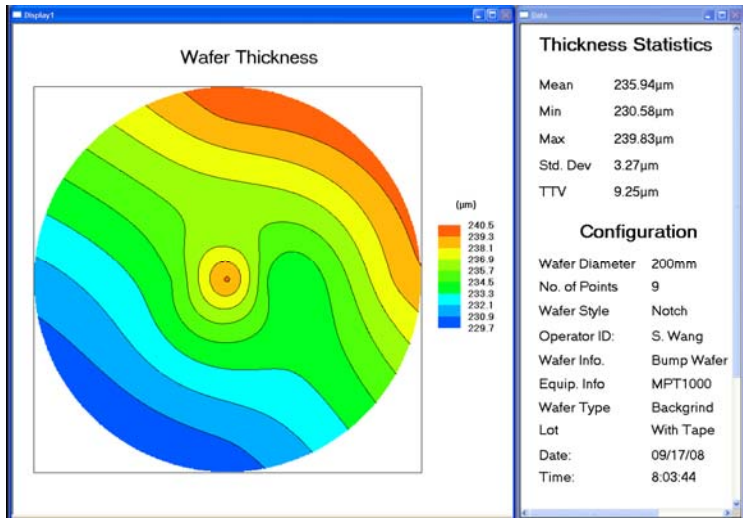 Display1
Wafer Thickness
(µm)
240.5
239.3
238.1
236.9
235.7
234.5
233.3
232.1
230.9
229.7
Data
Thickness Statistics
Mean 235.94µm
Min 230.58µm
Max 239.83µm
Std. Dev 3.27µm
TTV 9.25µm
Configuration
Wafer Diameter 200mm
No. of Points 9
Wafer Style Notch
Operator ID: S. Wang
Wafer Info. Bump Wafer
Equip. Info MPT1000
Wafer Type Backgrind
Lot With Tape
Date: 09/17/08
Time: 8:03:44